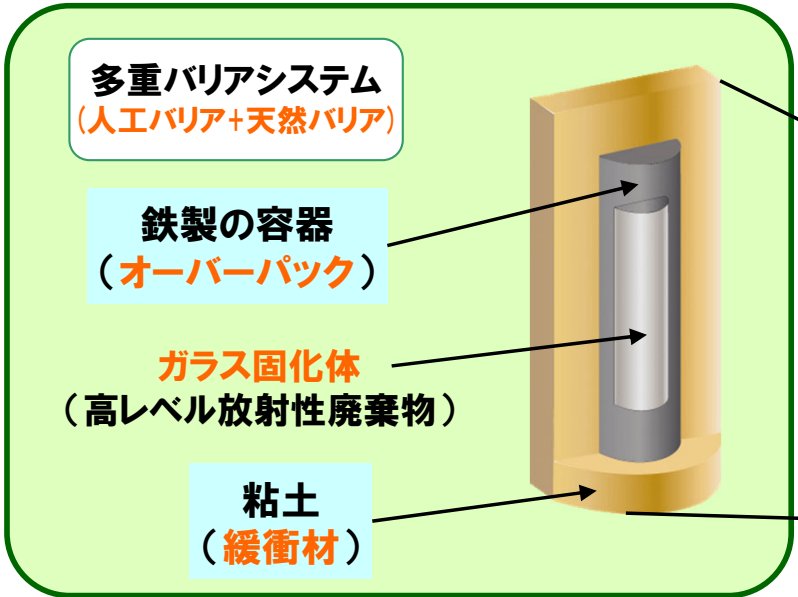 多重バリアシステム
(人工バリア+天然バリア)
鉄製の容器
（オーバーパック）
ガラス固化体
（高レベル放射性廃棄物）
粘土
（緩衝材）